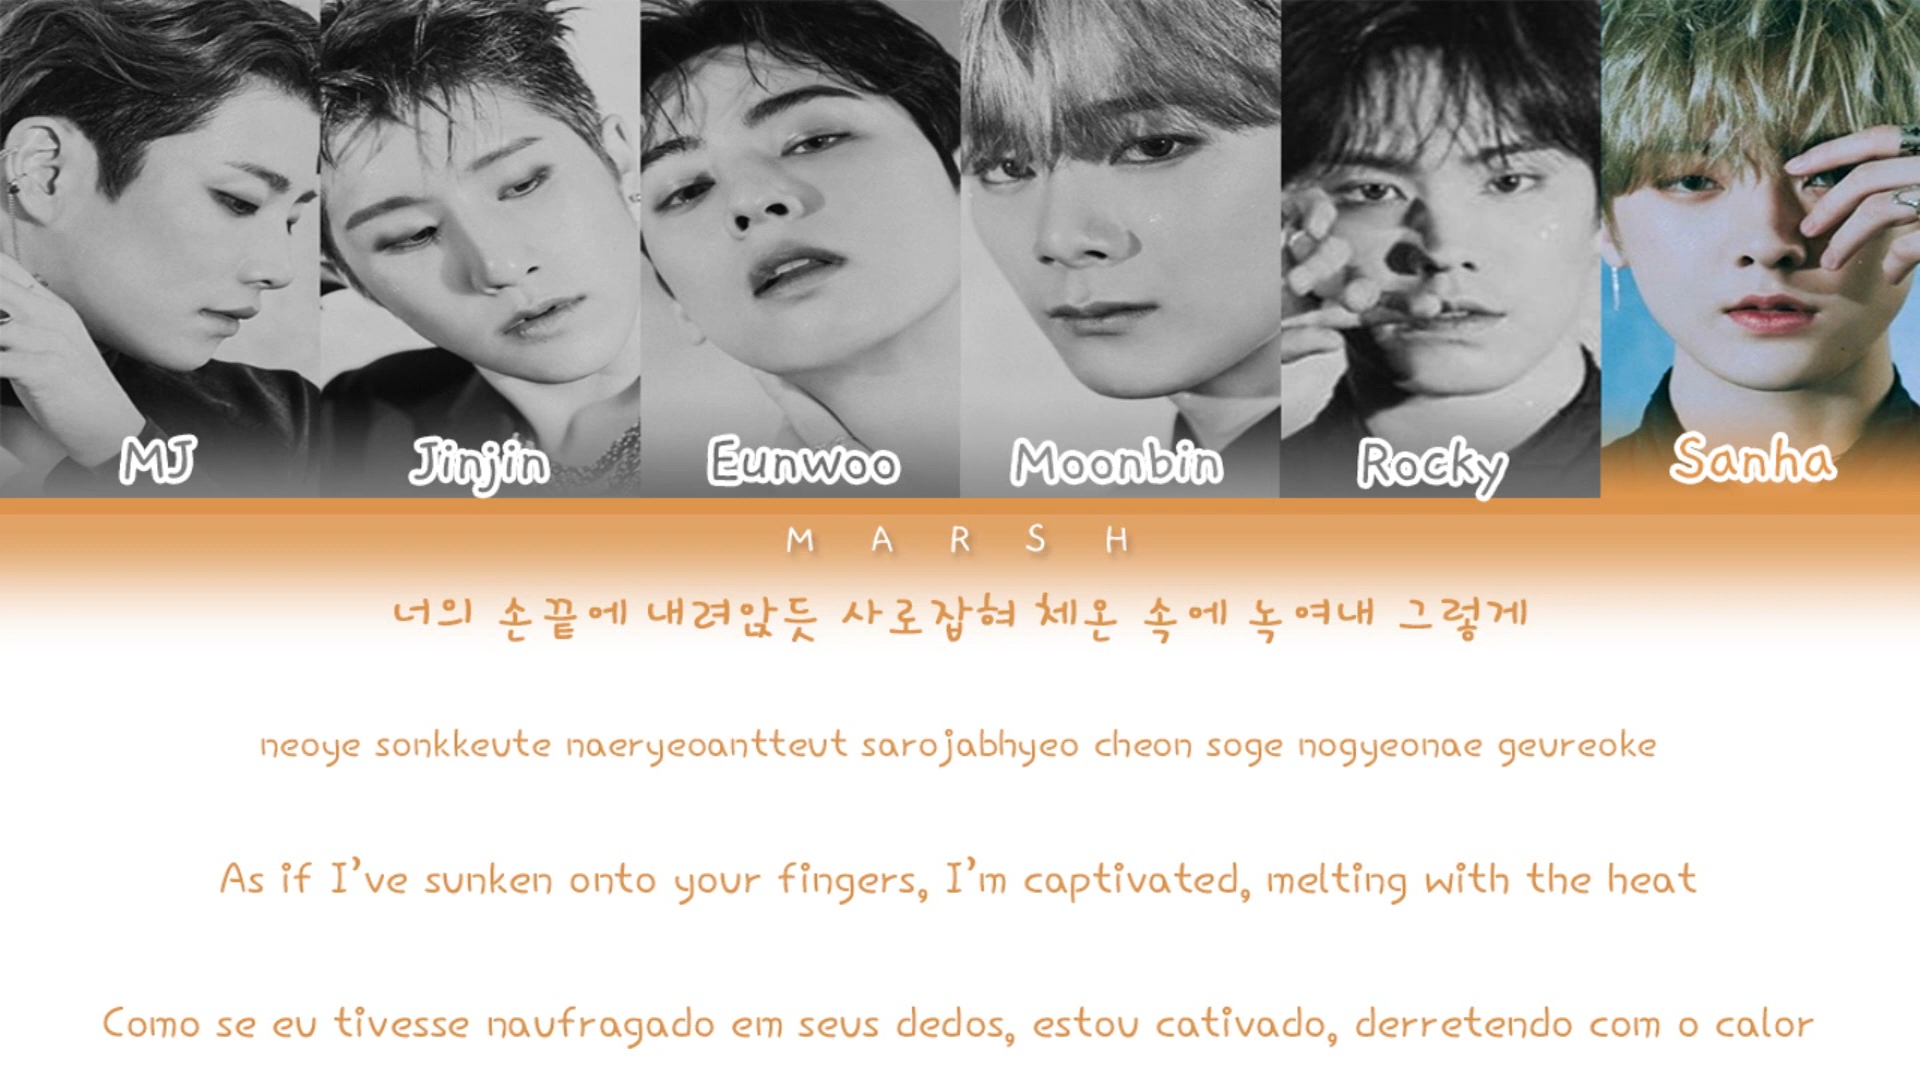 MJ
Jinjin
Eunwoo
Moonbin
Rocky
Sanha
MARSH
너의 손끝에 내려앉듯 사로잡혀 체온 속에 녹여내 그렇게
neoye sonkkeute naeryeoantteut sarojabhyeo cheon soge nogyeonae geureoke
As if I've sunken onto your fingers, I'm captivated, melting with the heat
Como se eu tivesse naufragado em seus dedos, estou cativado, derretendo com o calor